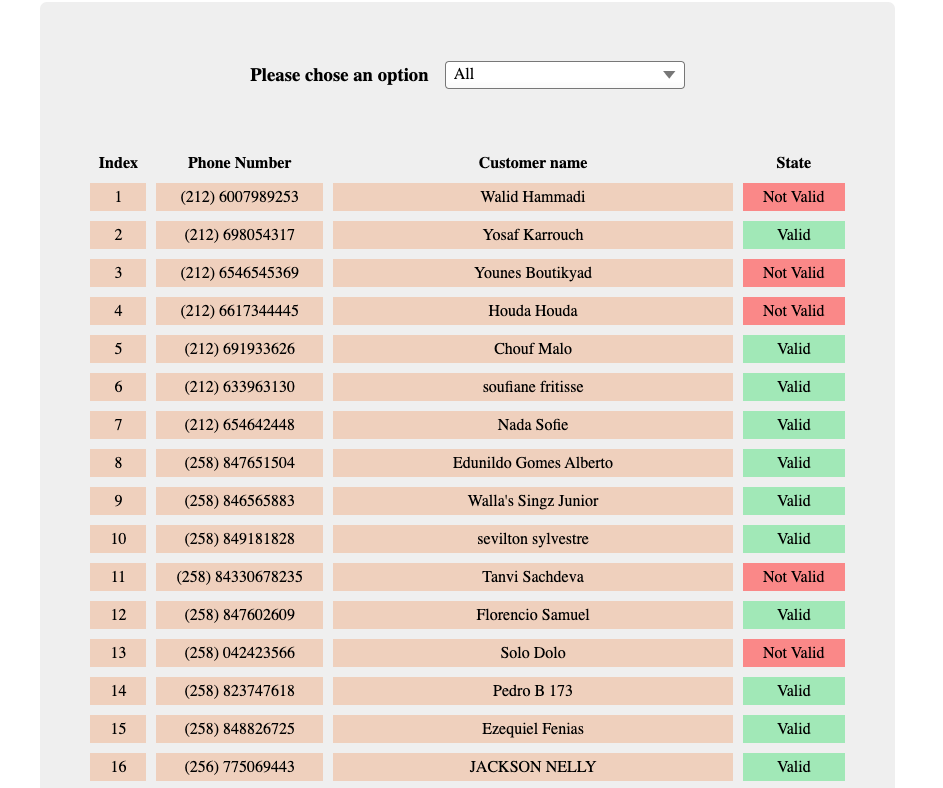 Please chose an option All
Index Phone Number Customer name State
1 (212) 6007989253 Walid Hammadi Not Valid
2 (212) 698054317 Yosaf Karrouch Valid
3 (212) 6546545369 Younes Boutikyad Not Valid
4 (212) 6617344445 Houda Houda Not Valid
5 (212) 691933626 Chouf Malo Valid
6 (212) 633963130 soufiane fritisse Valid
7 (212) 654642448 Nada Sofie Valid
8 (258) 847651504 Edunildo Gomes Alberto Valid
9 (258) 846565883 Walla's Singz Junior Valid
10 (258) 849181828 sevilton sylvestre Valid
11 (258) 84330678235 Tanvi Sachdeva Not Valid
12 (258) 847602609 Florencio Samuel Valid
13 (258) 042423566 Solo Dolo Not Valid
14 (258) 823747618 Pedro B 173 Valid
15 (258) 848826725 Ezequiel Fenias Valid
16 (256) 775069443 JACKSON NELLY Valid